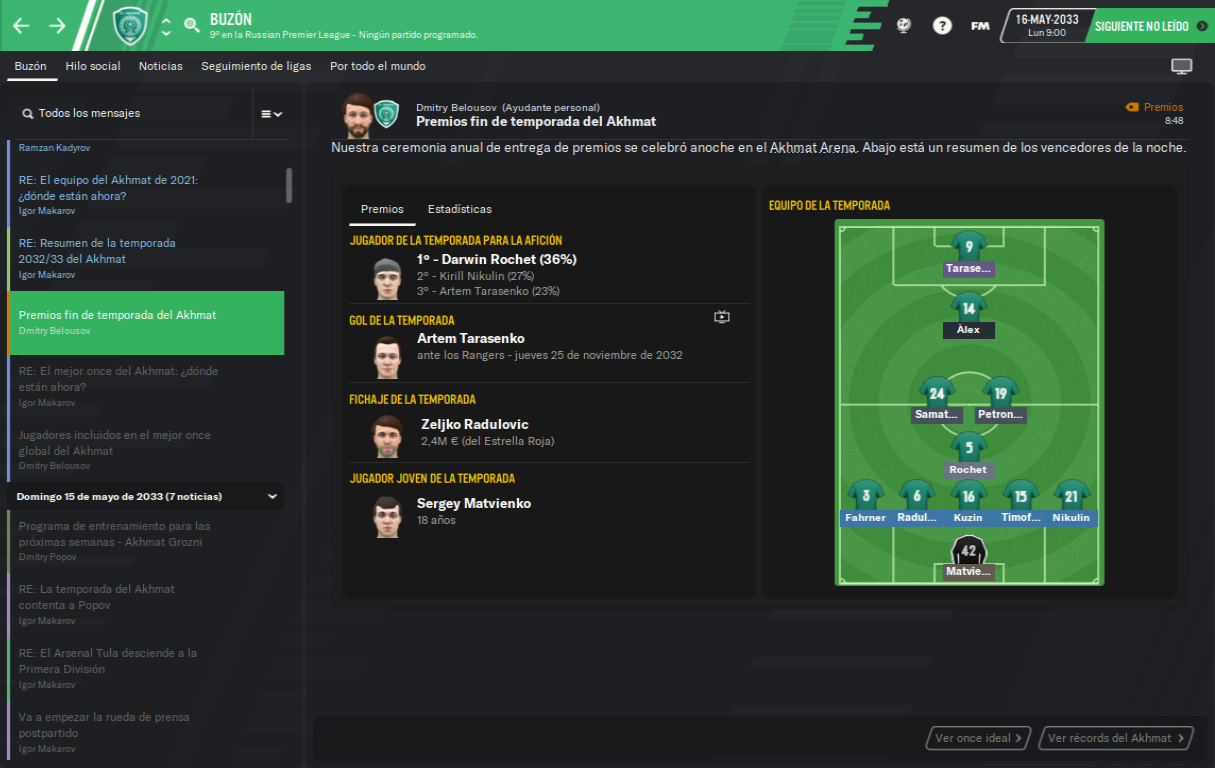 BUZÓN
9º en la Russian Premier League - Ningún partido programado.
FM
16-MAY-2033
Lun 9:00
SIGUIENTE NO LEÍDO
Buzón
Hilo social
Noticias
Seguimiento de ligas
Por todo el mundo
Todos los mensajes
Ramzan Kadyrov
RE: El equipo del Akhmat de 2021:
¿dónde están ahora?
Igor Makarov
RE: Resumen de la temporada
2032/33 del Akhmat
Igor Makarov
Premios fin de temporada del Akhmat
Dmitry Belousov
RE: El mejor once del Akhmat: ¿dónde
están ahora?
Igor Makarov
Jugadores incluidos en el mejor once
global del Akhmat
Dmitry Belousov
Domingo 15 de mayo de 2033 (7 noticias)
Programa de entrenamiento para las
próximas semanas - Akhmat Grozni
Dmitry Popov
RE: La temporada del Akhmat
contenta a Popov
Igor Makarov
RE: El Arsenal Tula desciende a la
Primera División
Igor Makarov
Va a empezar la rueda de prensa
postpartido
Igor Makarov
Dmitry Belousov (Ayudante personal)
Premios fin de temporada del Akhmat
Premios
8:48
Nuestra ceremonia anual de entrega de premios se celebró anoche en el Akhmat Arena. Abajo está un resumen de los vencedores de la noche.
Premios
Estadísticas
JUGADOR DE LA TEMPORADA PARA LA AFICIÓN
1º - Darwin Rochet (36%)
2º - Kirill Nikulin (27%)
3º - Artem Tarasenko (23%)
GOL DE LA TEMPORADA
Artem Tarasenko
ante los Rangers - jueves 25 de noviembre de 2032
FICHAJE DE LA TEMPORADA
Zeljko Radulovic
2,4M € (del Estrella Roja)
JUGADOR JOVEN DE LA TEMPORADA
Sergey Matvienko
18 años
EQUIPO DE LA TEMPORADA
9
Tarase...
14
Àlex
24
19
Samat...
Petron...
5
Rochet
3
6
16
15
21
Fahrner
Radul...
Kuzin
Timof...
Nikulin
42
Matvie...
Ver once ideal
Ver récords del Akhmat